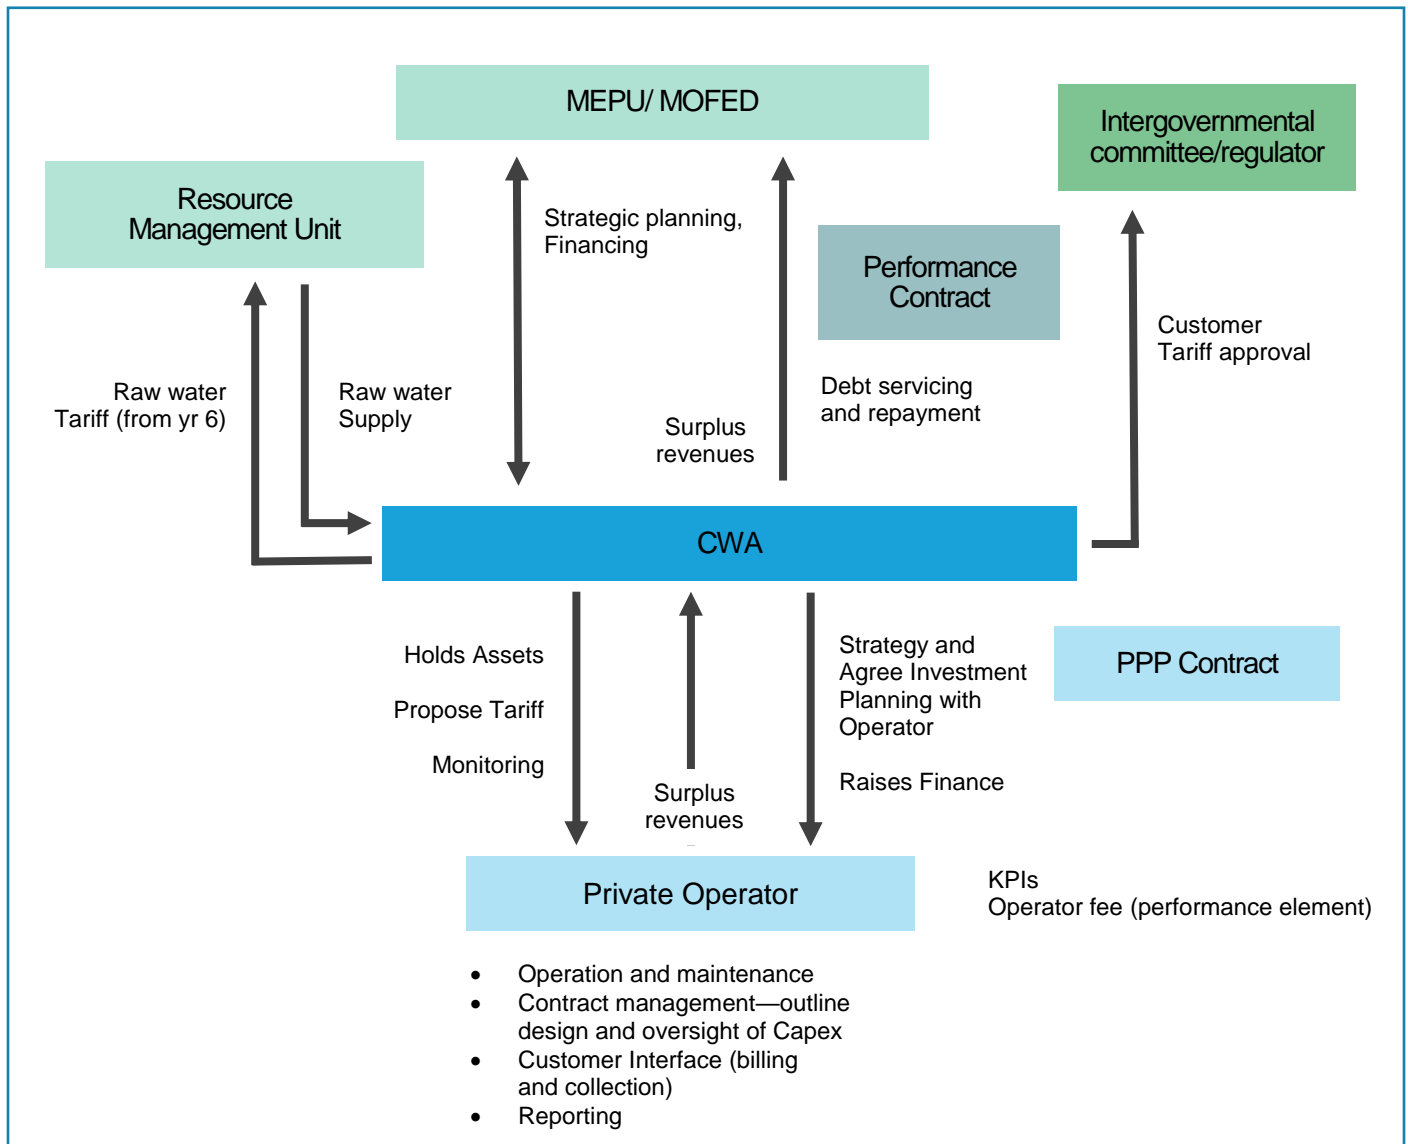 MEPU/ MOFED
Intergovernmental
committee/regulator
Resource
Management Unit
Strategic planning,
Financing
Performance
Contract
Customer
Tariff approval
Raw water
Tariff (from yr 6)
Raw water
Supply
Debt servicing
and repayment
Surplus
revenues
CWA
Holds Assets
Propose Tariff
Monitoring
Surplus
revenues
Strategy and
Agree Investment
Planning with
Operator
Raises Finance
PPP Contract
Private Operator
KPIs
Operator fee (performance element)
• Operation and maintenance
• Contract management—outline
design and oversight of Capex
• Customer Interface (billing
and collection)
• Reporting